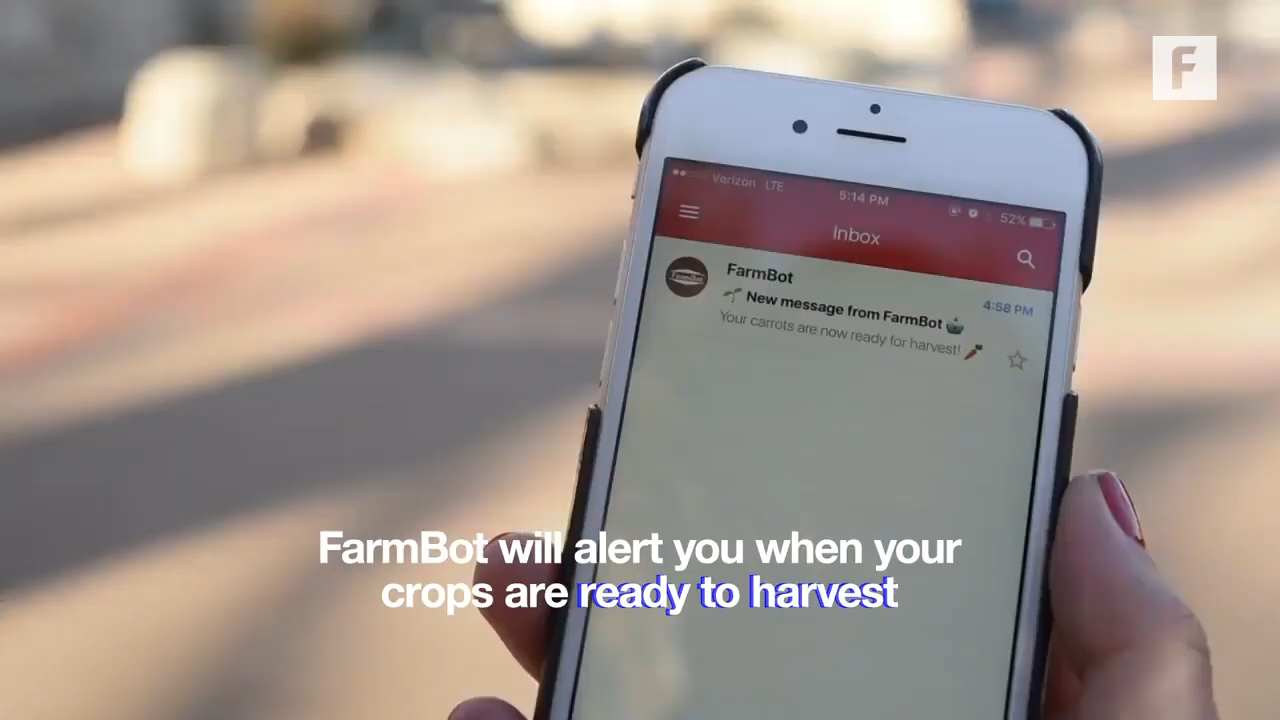 F
Verizon LTE 5:14 PM 52%
Inbox
FarmBot
🌱 New message from FarmBot 🤖 4:58 PM
Your carrots are now ready for harvest! 🥕
FarmBot
FarmBot will alert you when your
crops are ready to harvest